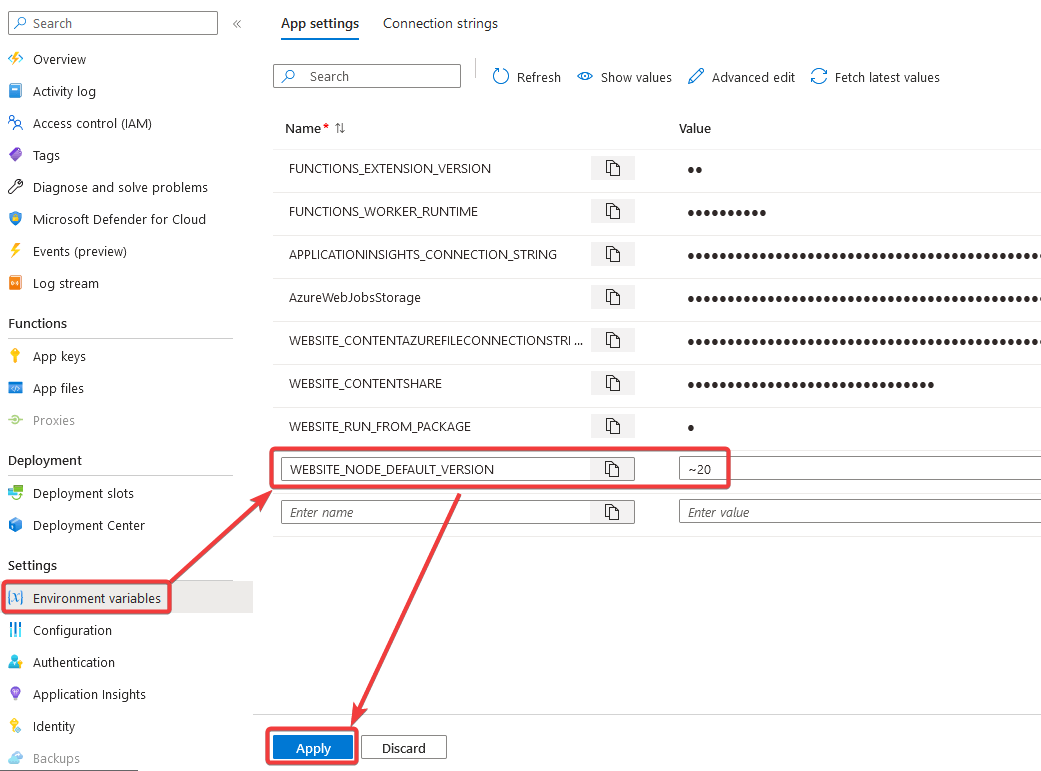 Search
«
Overview
Activity log
Access control (IAM)
Tags
Diagnose and solve problems
Microsoft Defender for Cloud
Events (preview)
Log stream
Functions
App keys
App files
Proxies
Deployment
Deployment slots
Deployment Center
Settings
Environment variables
Configuration
Authentication
Application Insights
Identity
Backups
App settings Connection strings
Search Refresh Show values Advanced edit Fetch latest values
Name* Value
FUNCTIONS_EXTENSION_VERSION ••
FUNCTIONS_WORKER_RUNTIME ••••••••••
APPLICATIONINSIGHTS_CONNECTION_STRING
AzureWebJobsStorage
WEBSITE_CONTENTAZUREFILECONNECTIONSTRI ...
WEBSITE_CONTENTSHARE
WEBSITE_RUN_FROM_PACKAGE •
WEBSITE_NODE_DEFAULT_VERSION ~20
Enter name Enter value
Apply Discard